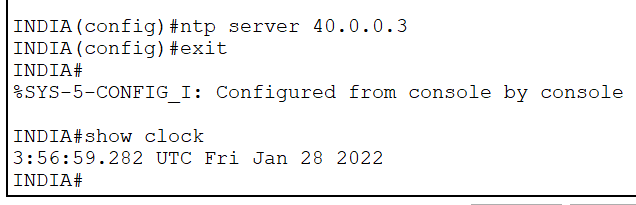 INDIA(config)#ntp server 40.0.0.3
INDIA(config)#exit
INDIA#
%SYS-5-CONFIG_I: Configured from console by console
INDIA#show clock
3:56:59.282 UTC Fri Jan 28 2022
INDIA#